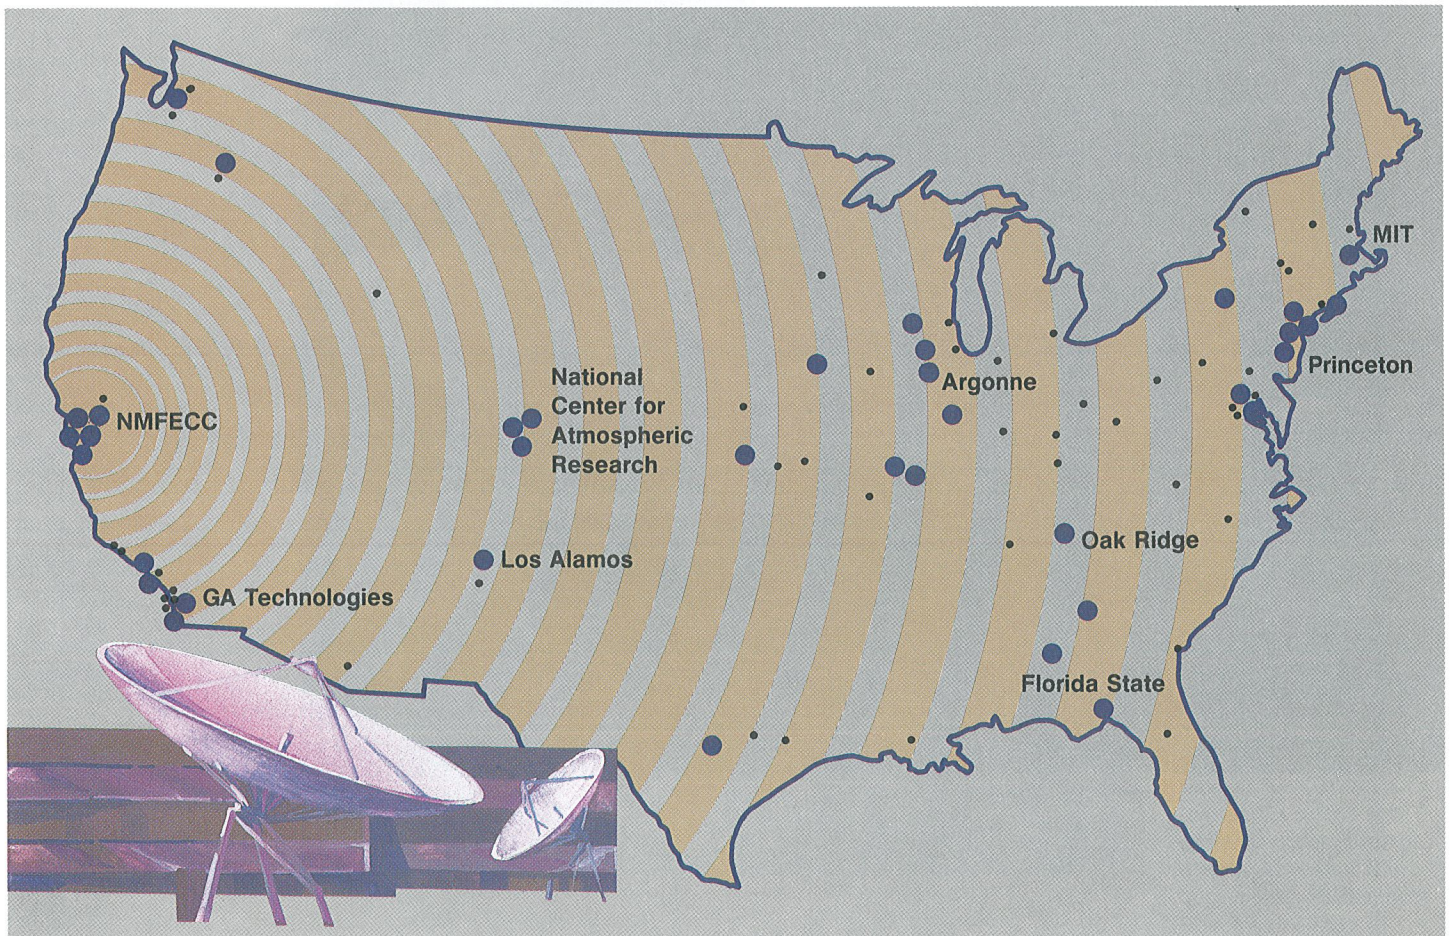 MIT
Princeton
National
Center for
Atmospheric
Research
Argonne
NMFECC
Oak Ridge
Los Alamos
GA Technologies
Florida State